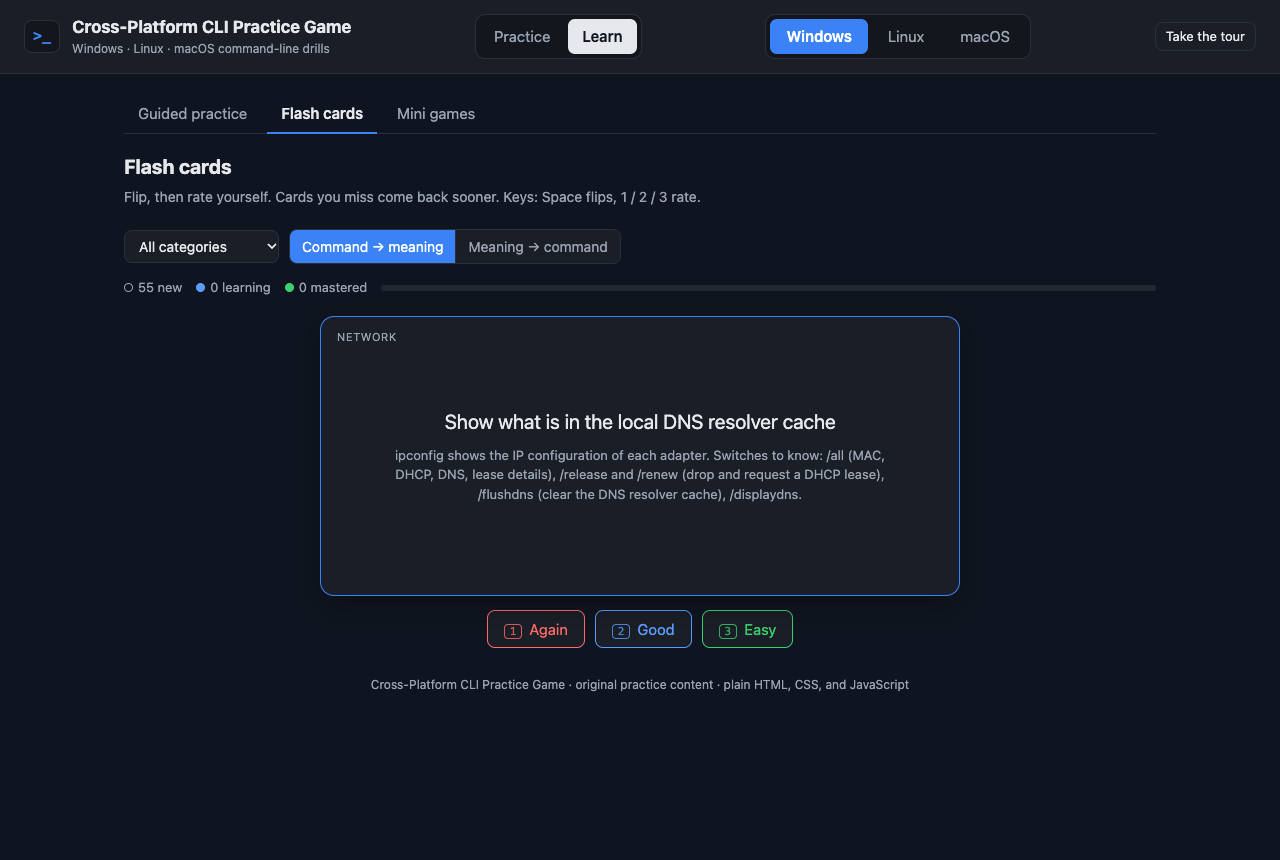 >_
Cross-Platform CLI Practice Game
Windows · Linux · macOS command-line drills
Practice
Learn
Windows
Linux
macOS
Take the tour
Guided practice
Flash cards
Mini games
Flash cards
Flip, then rate yourself. Cards you miss come back sooner. Keys: Space flips, 1 / 2 / 3 rate.
All categories
Command → meaning
Meaning → command
55 new
0 learning
0 mastered
NETWORK
Show what is in the local DNS resolver cache
ipconfig shows the IP configuration of each adapter. Switches to know: /all (MAC,
DHCP, DNS, lease details), /release and /renew (drop and request a DHCP lease),
/flushdns (clear the DNS resolver cache), /displaydns.
1 Again
2 Good
3 Easy
Cross-Platform CLI Practice Game · original practice content · plain HTML, CSS, and JavaScript